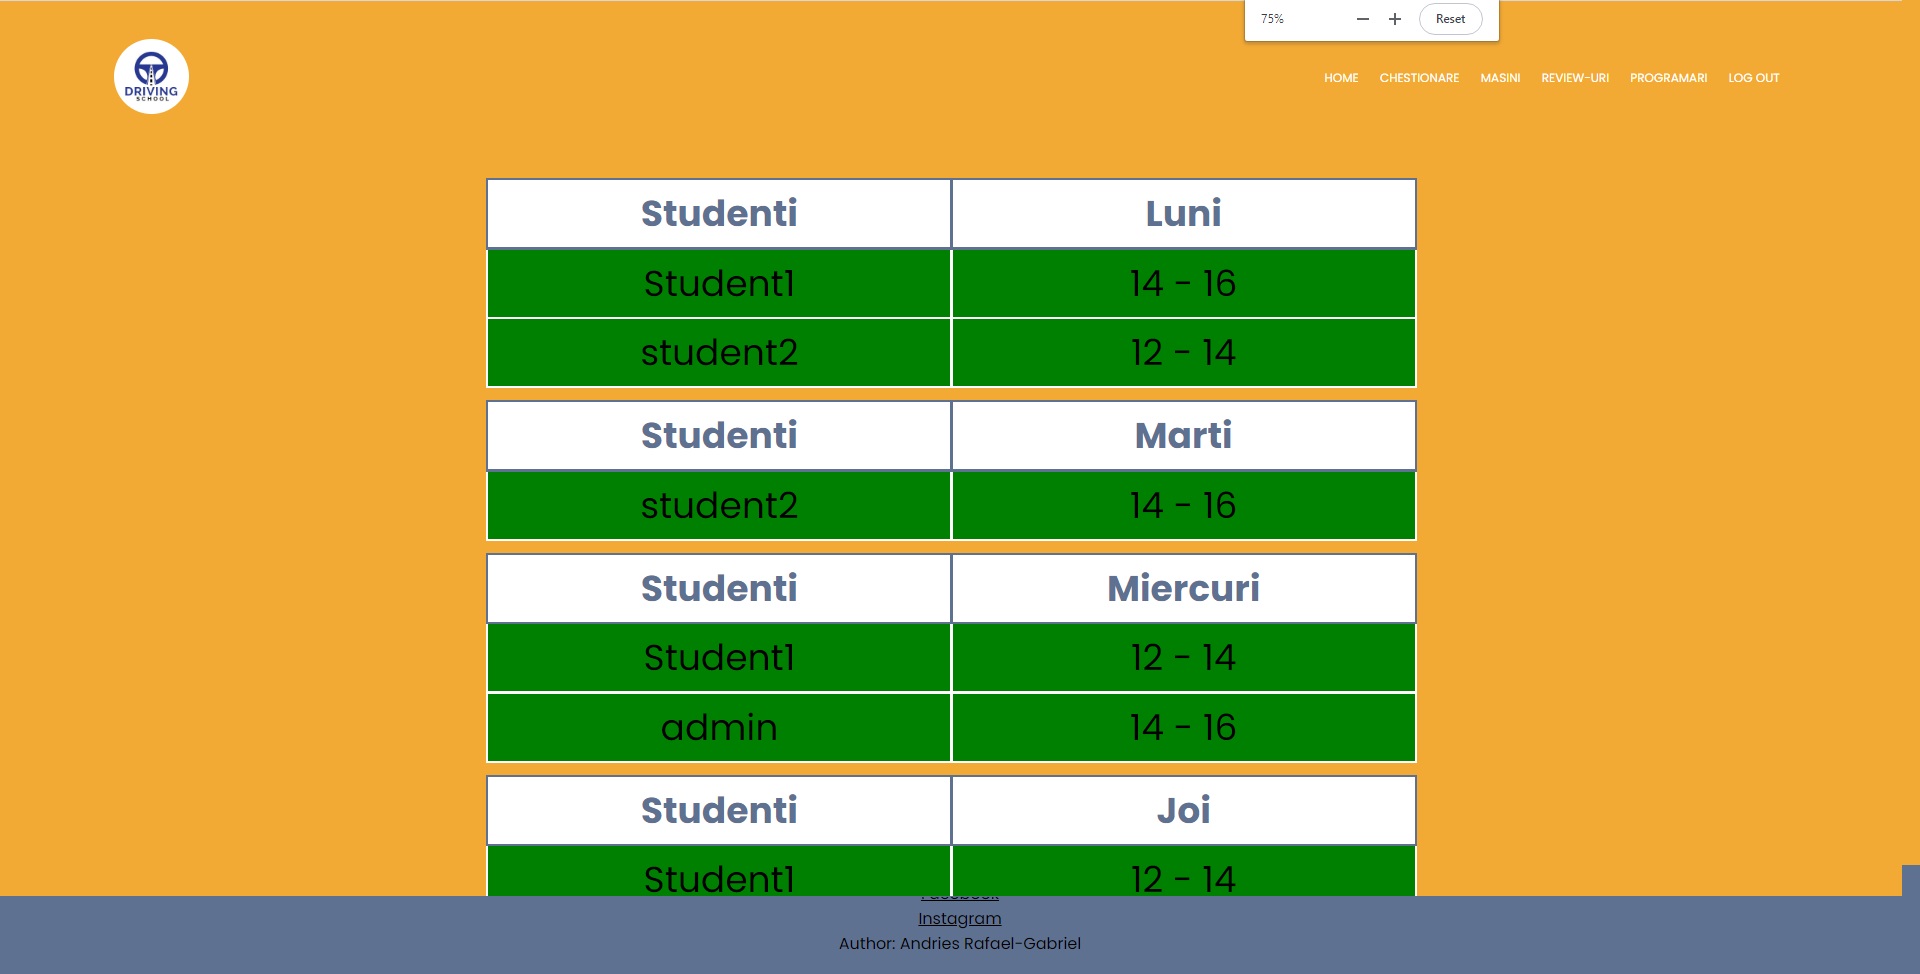 75% Reset
DRIVING
SCHOOL
HOME CHESTIONARE MASINI REVIEW-URI PROGRAMARI LOG OUT
Studenti Luni
Student1 14 - 16
student2 12 - 14
Studenti Marti
student2 14 - 16
Studenti Miercuri
Student1 12 - 14
admin 14 - 16
Studenti Joi
Student1 12 - 14
Instagram
Author: Andries Rafael-Gabriel